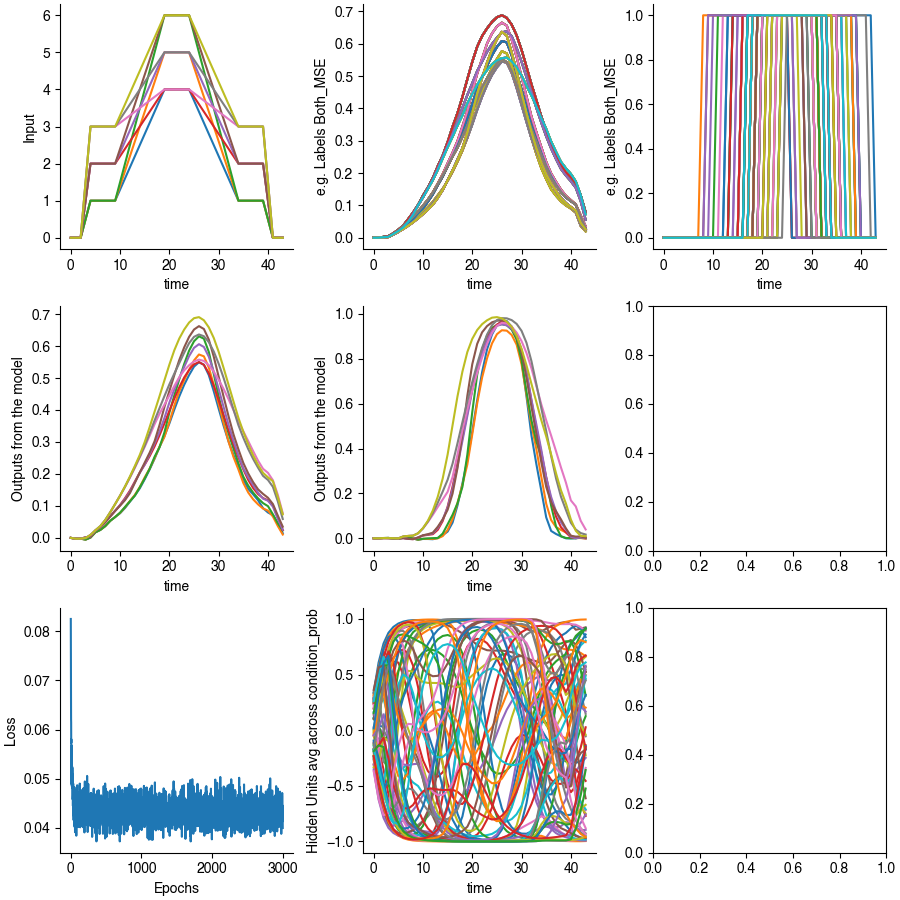 6
5
4
3
2
1
0
Input
0 10 20 30 40
time
0.7
0.6
0.5
0.4
0.3
0.2
0.1
0.0
e.g. Labels Both_MSE
0 10 20 30 40
time
1.0
0.8
0.6
0.4
0.2
0.0
e.g. Labels Both_MSE
0 10 20 30 40
time
0.7
0.6
0.5
0.4
0.3
0.2
0.1
0.0
Outputs from the model
0 10 20 30 40
time
1.0
0.8
0.6
0.4
0.2
0.0
Outputs from the model
0 10 20 30 40
time
1.0
0.8
0.6
0.4
0.2
0.0
0.0 0.2 0.4 0.6 0.8 1.0
0.08
0.07
0.06
0.05
0.04
Loss
0 1000 2000 3000
Epochs
1.0
0.5
0.0
−0.5
−1.0
Hidden Units avg across condition_prob
0 10 20 30 40
time
1.0
0.8
0.6
0.4
0.2
0.0
0.0 0.2 0.4 0.6 0.8 1.0